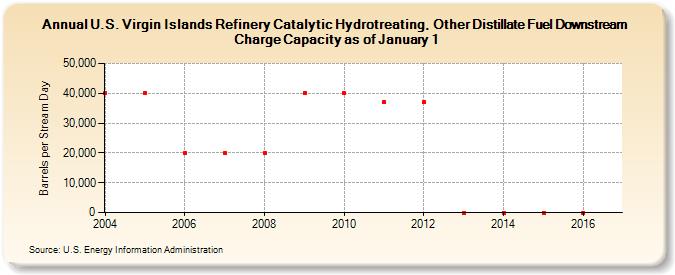 Annual U.S. Virgin Islands Refinery Catalytic Hydrotreating, Other Distillate Fuel Downstream
Charge Capacity as of January 1
Barrels per Stream Day
50,000
40,000
30,000
20,000
10,000
0
2004 2006 2008 2010 2012 2014 2016
Source: U.S. Energy Information Administration